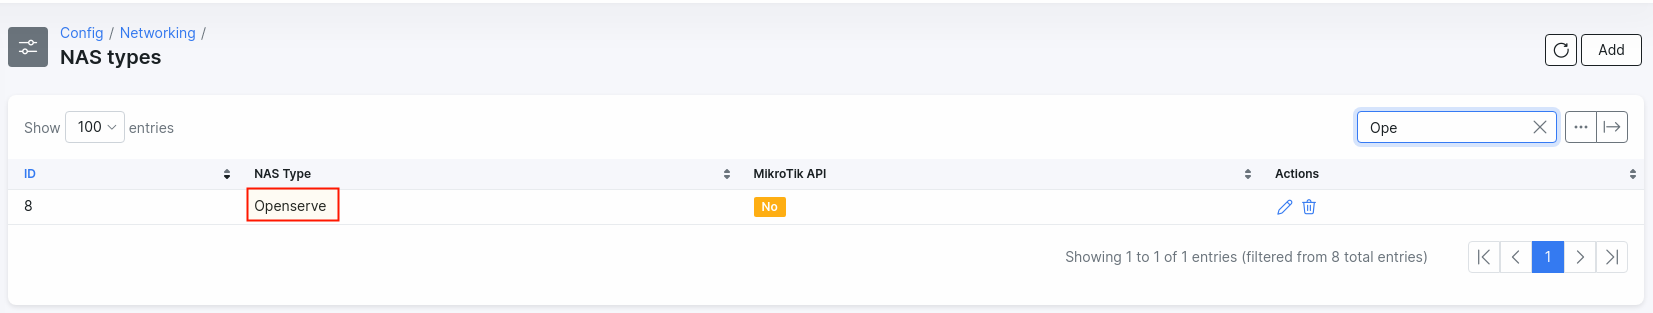 Config / Networking /
NAS types
Add
Show 100 entries
Ope
ID NAS Type MikroTik API Actions
8 Openserve No
Showing 1 to 1 of 1 entries (filtered from 8 total entries)
1